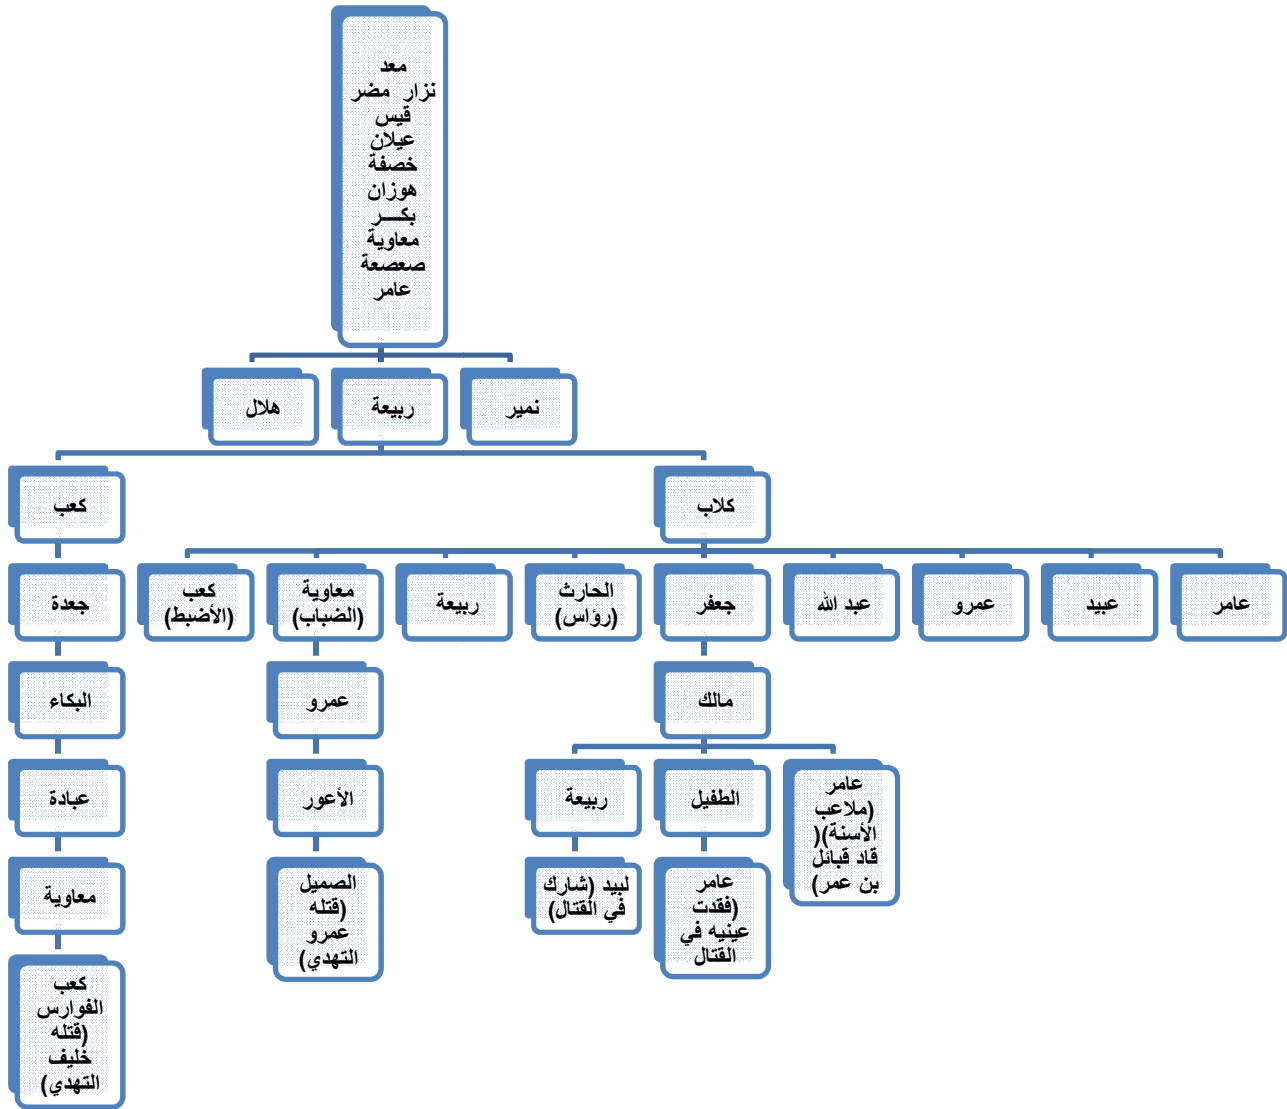 معد
نزار مضر
قيس
عيلان
خصفة
هوزان
بكـــر
معاوية
صعصعة
عامر
نمير
ربيعة
هلال
كلاب
كعب
عامر
عبيد
عمرو
عبد الله
جعفر
الحارث
(رؤاس)
ربيعة
معاوية
(الضباب)
كعب
(الأضبط)
جعدة
مالك
عمرو
البكاء
عامر
(ملاعب
الأسنة)(
قاد قبائل
بن عمر)
الطفيل
ربيعة
الأعور
عبادة
عامر
(فقدت
عينيه في
القتال
لبيد (شارك
في القتال)
الصميل
(قتله
عمرو
التهدي)
معاوية
كعب
الفوارس
(قتله
خليف
التهدي)